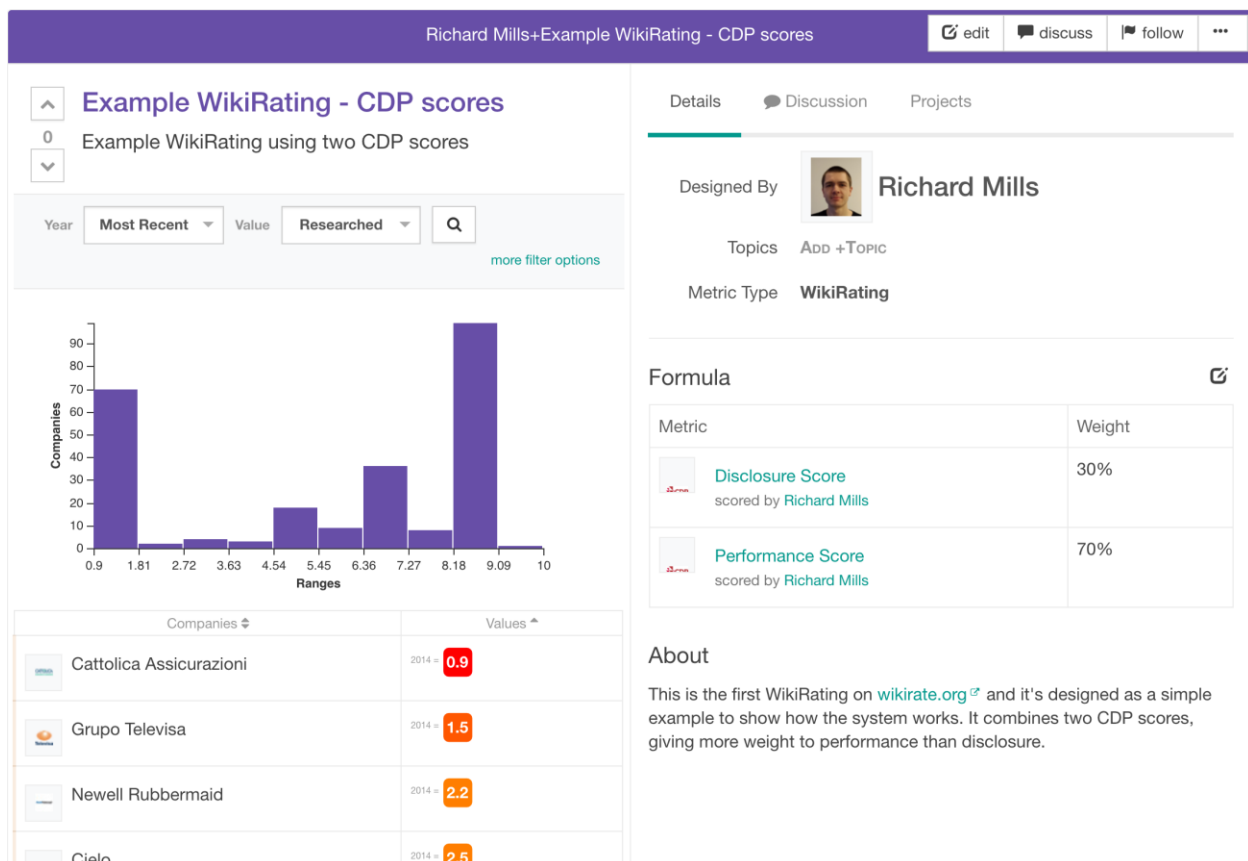 Richard Mills+Example WikiRating - CDP scores
edit
discuss
follow
Example WikiRating - CDP scores
0
Example WikiRating using two CDP scores
Year
Most Recent
Value
Researched
more filter options
90
80
70
60
50
40
30
20
10
0
Companies
0.9 1.81 2.72 3.63 4.54 5.45 6.36 7.27 8.18 9.09 10
Ranges
Companies
Values
Cattolica Assicurazioni
2014 = 0.9
Grupo Televisa
2014 = 1.5
Televisa
Newell Rubbermaid
2014 = 2.2
Cielo
2014 = 2.5
Details
Discussion
Projects
Designed By
Richard Mills
Topics
ADD +TOPIC
Metric Type
WikiRating
Formula
Metric
Weight
CDP
Disclosure Score
30%
scored by Richard Mills
CDP
Performance Score
70%
scored by Richard Mills
About
This is the first WikiRating on wikirate.org and it's designed as a simple
example to show how the system works. It combines two CDP scores,
giving more weight to performance than disclosure.